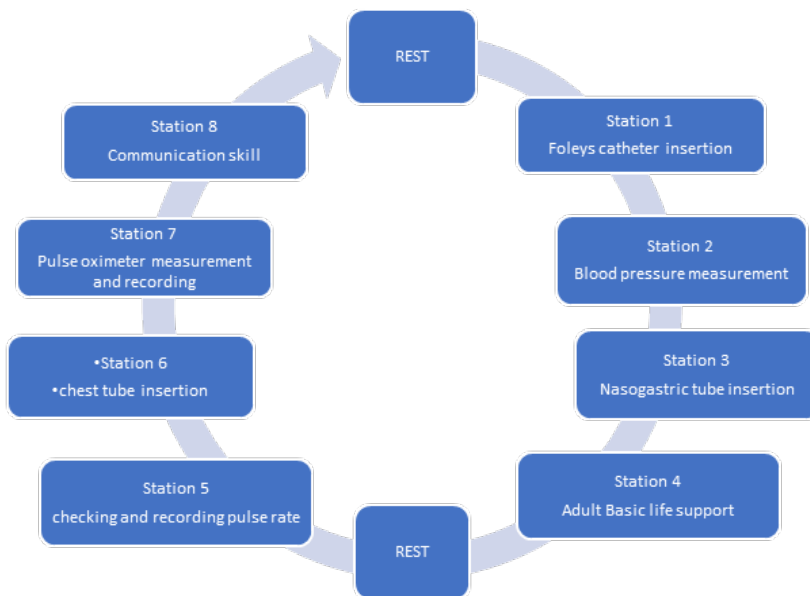 REST
Station 1
Foleys catheter insertion
Station 2
Blood pressure measurement
Station 3
Nasogastric tube insertion
Station 4
Adult Basic life support
REST
Station 5
checking and recording pulse rate
•Station 6
•chest tube insertion
Station 7
Pulse oximeter measurement
and recording
Station 8
Communication skill